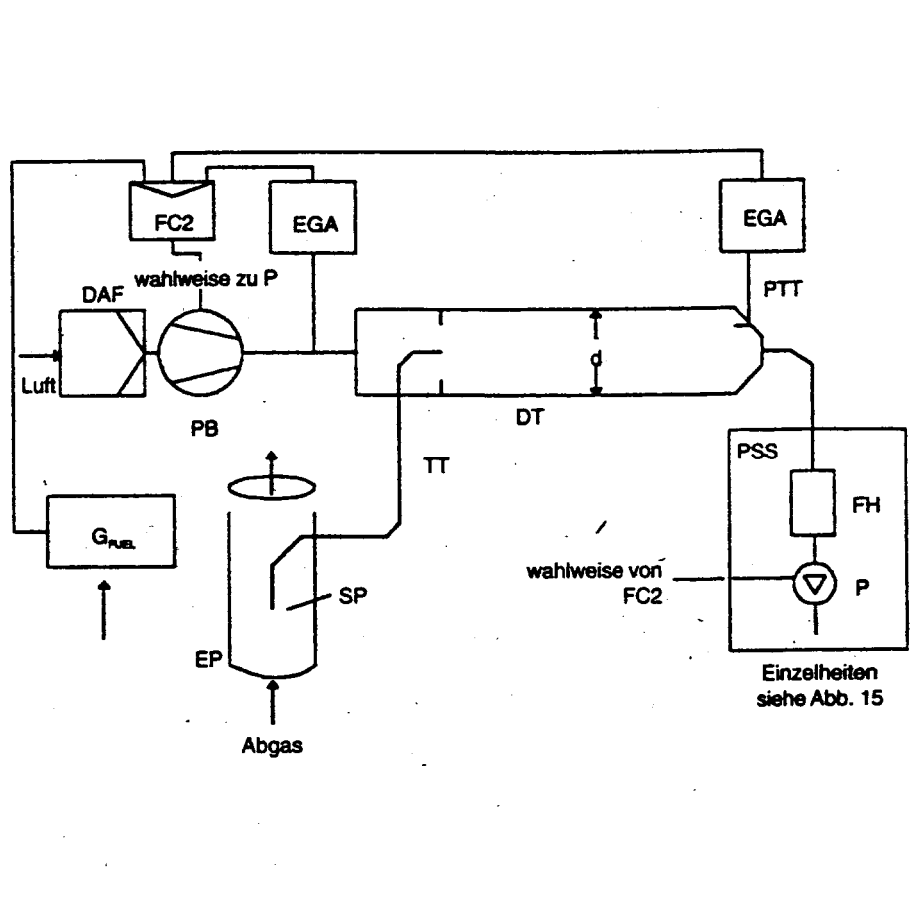 FC2
EGA
EGA
wahlweise zu P
DAF
PTT
Luft
d
PB
DT
TT
PSS
FH
G FUEL
wahlweise von
FC2
P
SP
EP
Einzelheiten
siehe Abb. 15
Abgas